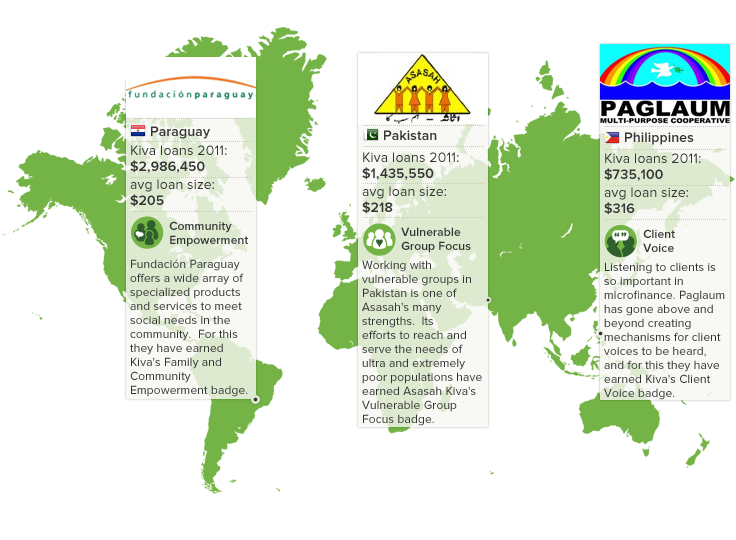 fundaciónparaguay
Paraguay
Kiva loans 2011:
$2,986,450
avg loan size:
$205
Community
Empowerment
Fundación Paraguay
offers a wide array of
specialized products
and services to meet
social needs in the
community.  For this
they have earned
Kiva's Family and
Community
Empowerment badge.
ASASAH
Pakistan
Kiva loans 2011:
$1,435,550
avg loan size:
$218
Vulnerable
Group Focus
Working with
vulnerable groups in
Pakistan is one of
Asasah's many
strengths.  Its
efforts to reach and
serve the needs of
ultra and extremely
poor populations have
earned Asasah Kiva's
Vulnerable Group
Focus badge.
PAGLAUM
MULTI-PURPOSE COOPERATIVE
Philippines
Kiva loans 2011:
$735,100
avg loan size:
$316
Client
Voice
Listening to clients is
so important in
microfinance. Paglaum
has gone above and
beyond creating
mechanisms for client
voices to be heard,
and for this they have
earned Kiva's Client
Voice badge.